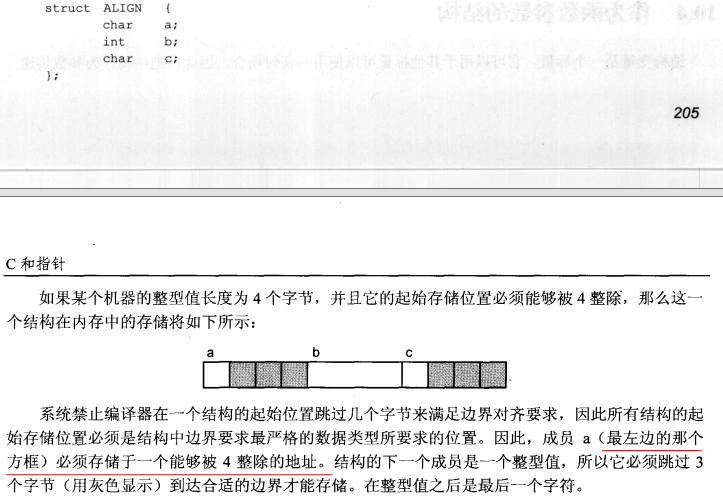 struct ALIGN {
char a;
int b;
char c;
};
205
C 和指针
如果某个机器的整型值长度为 4 个字节，并且它的起始存储位置必须能够被 4 整除，那么这一
个结构在内存中的存储将如下所示：
a b c
系统禁止编译器在一个结构的起始位置跳过几个字节来满足边界对齐要求，因此所有结构的起
始存储位置必须是结构中边界要求最严格的数据类型所要求的位置。因此，成员 a（最左边的那个
方框）必须存储于一个能够被 4 整除的地址。结构的下一个成员是一个整型值，所以它必须跳过 3
个字节（用灰色显示）到达合适的边界才能存储。在整型值之后是最后一个字符。